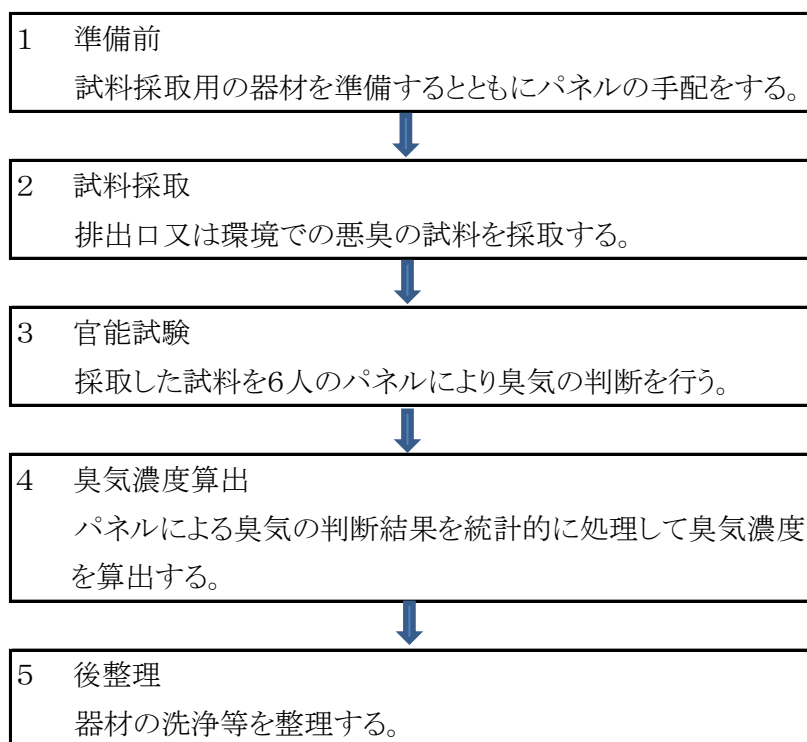 1 準備前
試料採取用の器材を準備するとともにパネルの手配をする。
2 試料採取
排出口又は環境での悪臭の試料を採取する。
3 官能試験
採取した試料を6人のパネルにより臭気の判断を行う。
4 臭気濃度算出
パネルによる臭気の判断結果を統計的に処理して臭気濃度
を算出する。
5 後整理
器材の洗浄等を整理する。